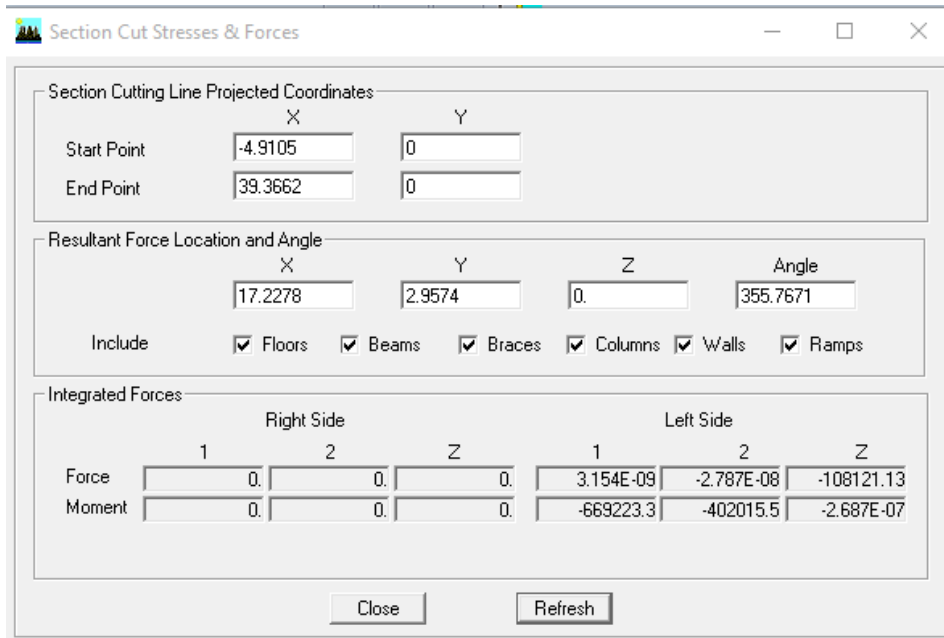 Section Cut Stresses & Forces
Section Cutting Line Projected Coordinates
X Y
Start Point -4.9105 0
End Point 39.3662 0
Resultant Force Location and Angle
X Y Z Angle
17.2278 2.9574 0. 355.7671
Include Floors Beams Braces Columns Walls Ramps
Integrated Forces
Right Side Left Side
1 2 Z 1 2 Z
Force 0. 0. 0. 3.154E-09 -2.787E-08 -108121.13
Moment 0. 0. 0. -669223.3 -402015.5 -2.687E-07
Close Refresh